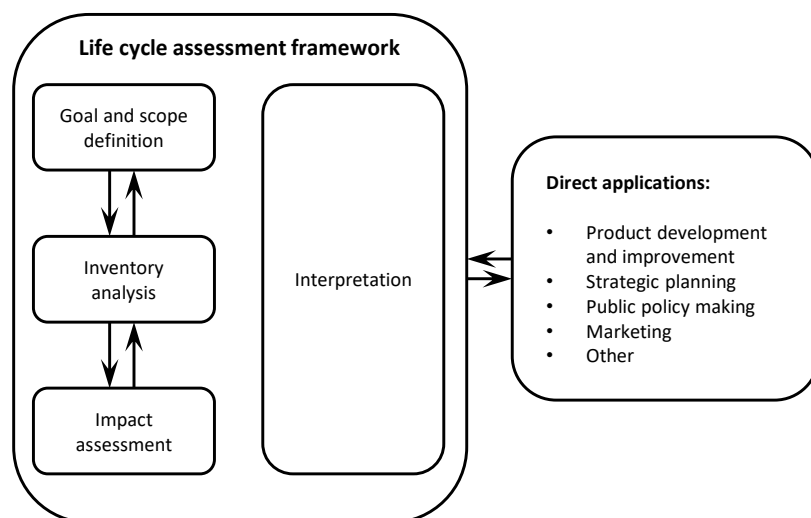 Life cycle assessment framework
Goal and scope
definition
Inventory
analysis
Impact
assessment
Interpretation
Direct applications:
• Product development
and improvement
• Strategic planning
• Public policy making
• Marketing
• Other